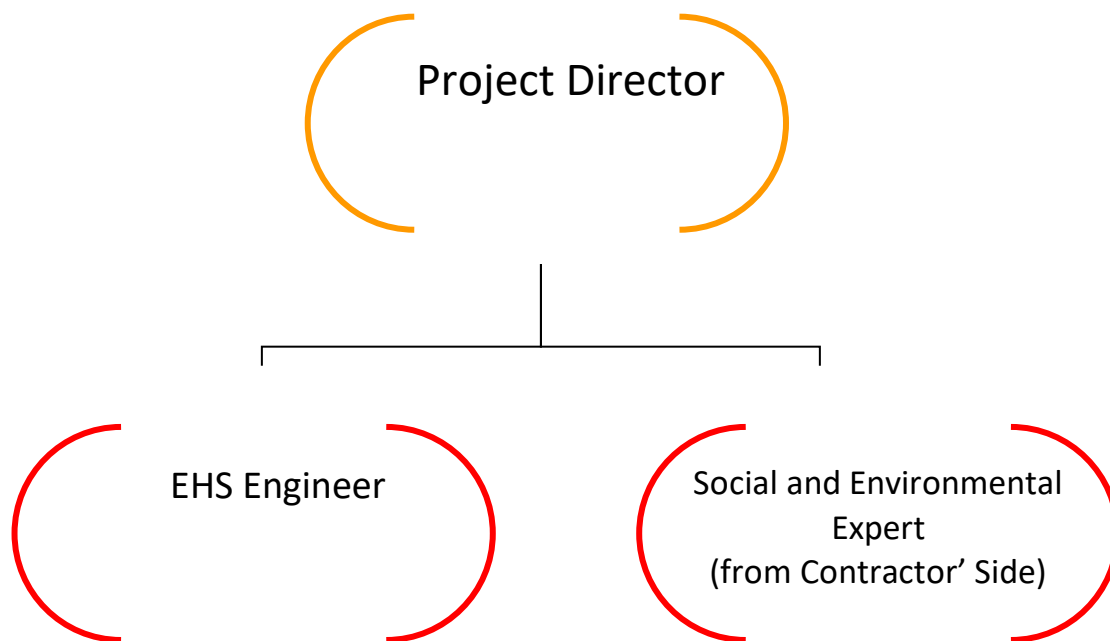 Project Director
EHS Engineer
Social and Environmental
Expert
(from Contractor’ Side)